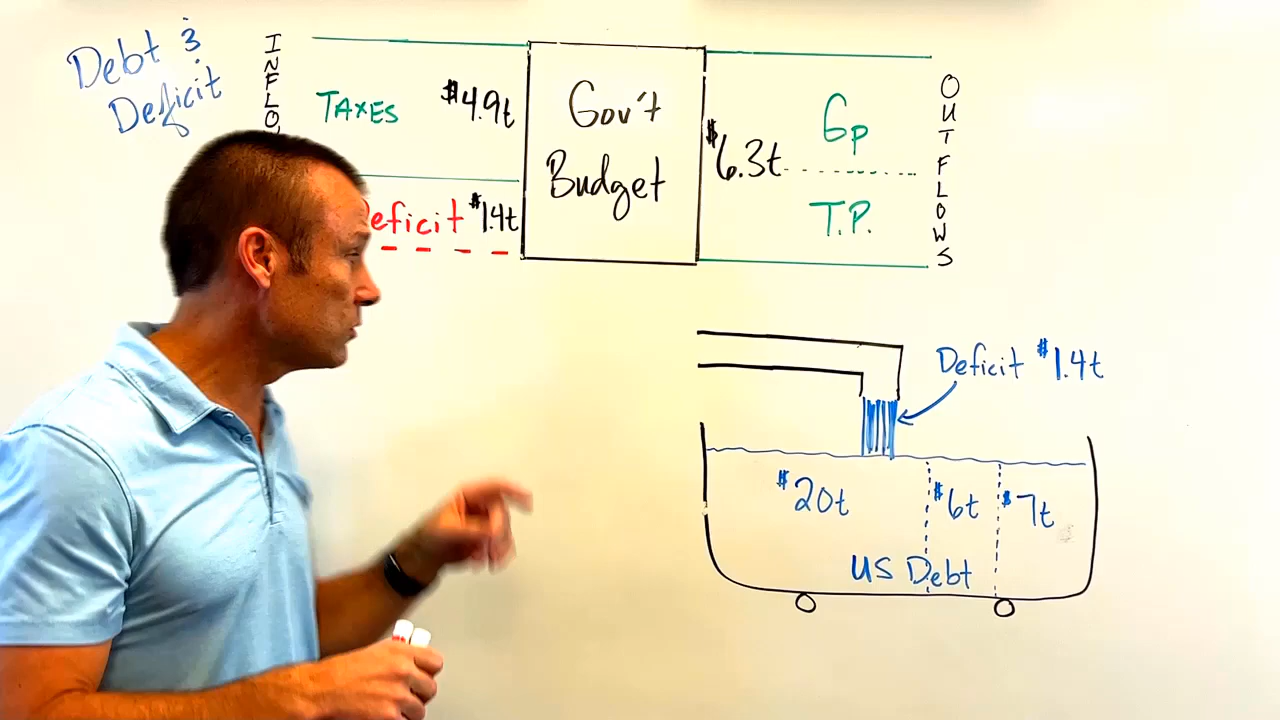 Debt &
Deficit
INFLO
TAXES $4.9t
eficit $1.4t
Gov't
Budget
$6.3t
Gp
T.P.
OUTFLOWS
Deficit $1.4t
$20t $6t $7t
US Debt